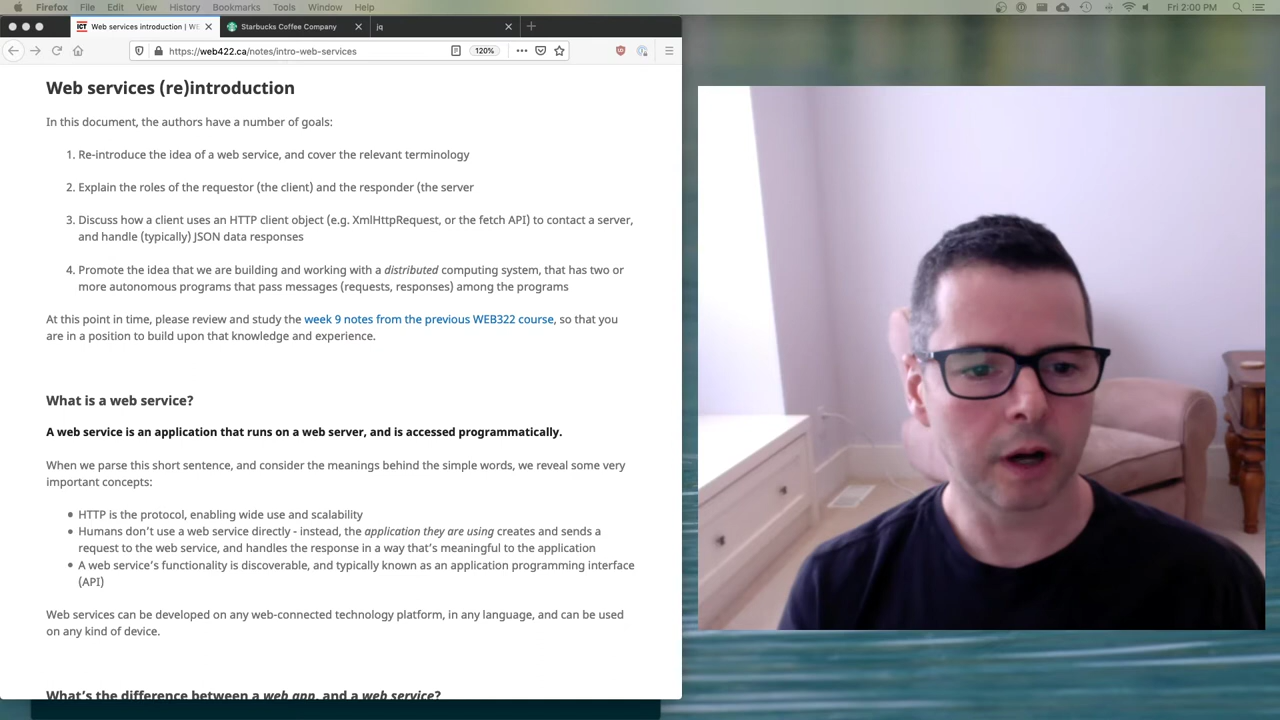 Firefox File Edit View History Bookmarks Tools Window Help Fri 2:00 PM
ICT Web services introduction | WE Starbucks Coffee Company jq
https://web422.ca/notes/intro-web-services 120%
Web services (re)introduction
In this document, the authors have a number of goals:
1. Re-introduce the idea of a web service, and cover the relevant terminology
2. Explain the roles of the requestor (the client) and the responder (the server
3. Discuss how a client uses an HTTP client object (e.g. XmlHttpRequest, or the fetch API) to contact a server,
and handle (typically) JSON data responses
4. Promote the idea that we are building and working with a distributed computing system, that has two or
more autonomous programs that pass messages (requests, responses) among the programs
At this point in time, please review and study the week 9 notes from the previous WEB322 course, so that you
are in a position to build upon that knowledge and experience.
What is a web service?
A web service is an application that runs on a web server, and is accessed programmatically.
When we parse this short sentence, and consider the meanings behind the simple words, we reveal some very
important concepts:
• HTTP is the protocol, enabling wide use and scalability
• Humans don't use a web service directly - instead, the application they are using creates and sends a
request to the web service, and handles the response in a way that's meaningful to the application
• A web service's functionality is discoverable, and typically known as an application programming interface
(API)
Web services can be developed on any web-connected technology platform, in any language, and can be used
on any kind of device.
What's the difference between a web app, and a web service?